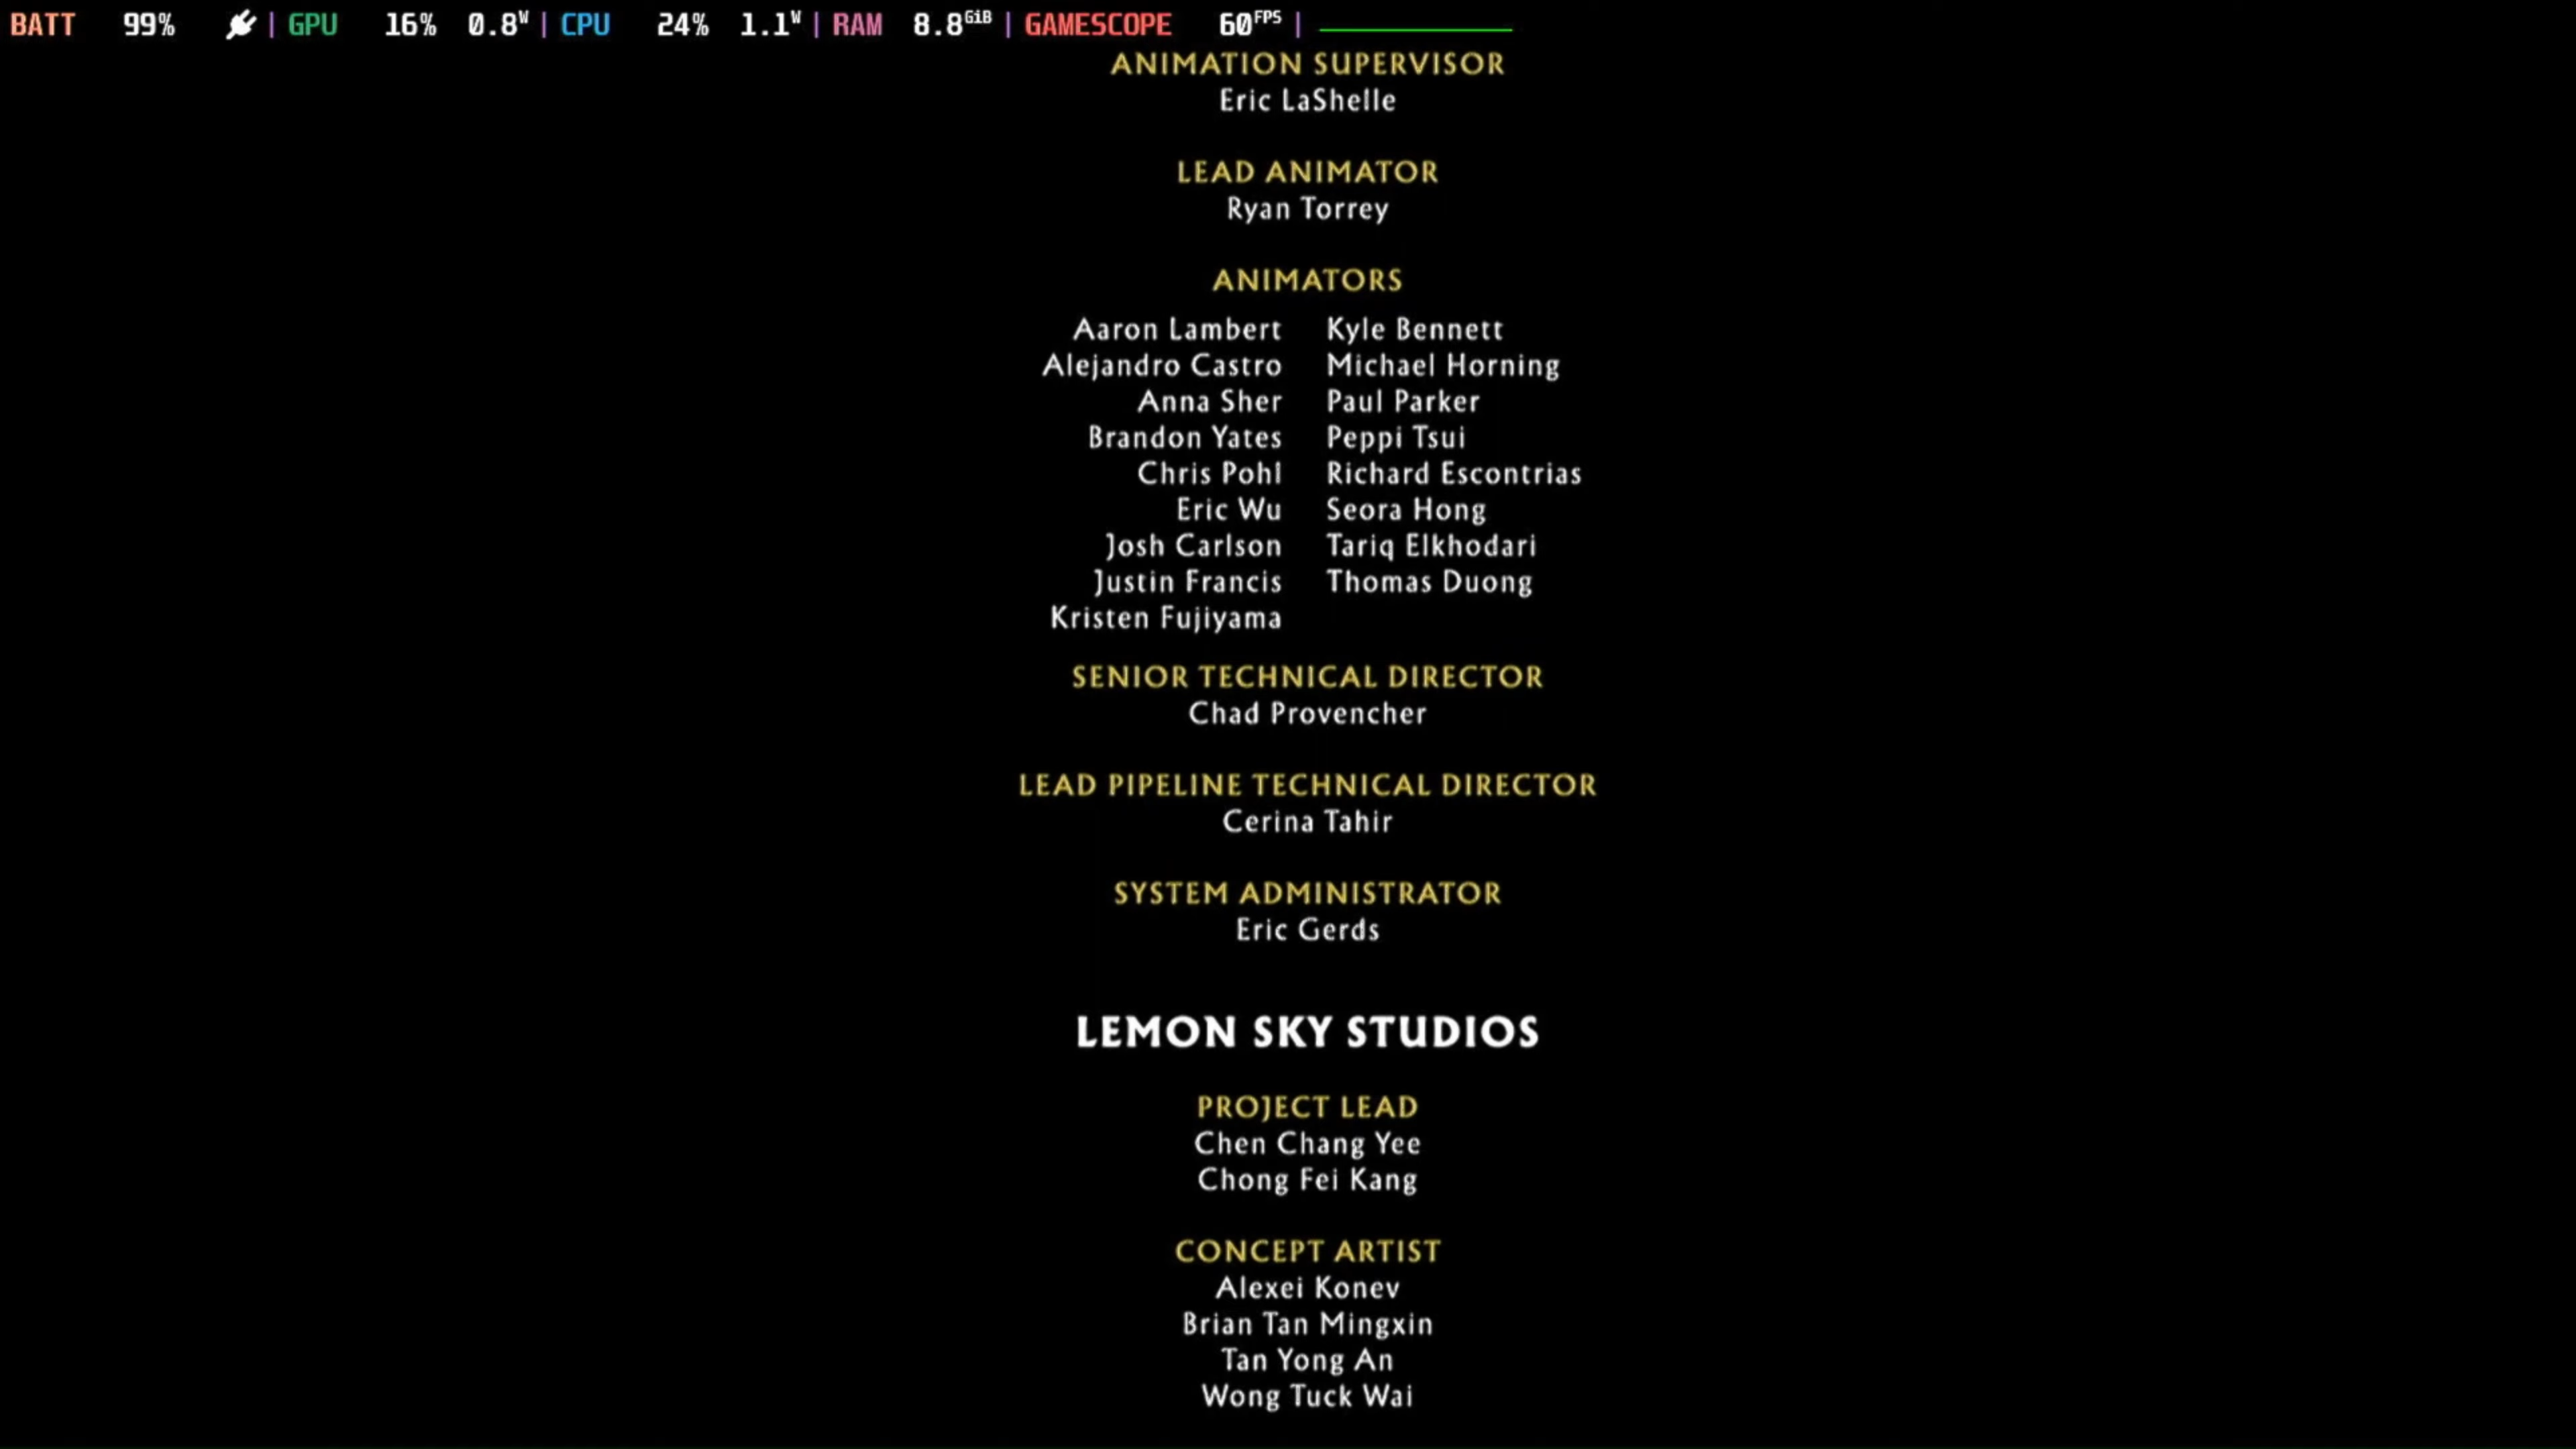 BATT 99% | GPU 16% 0.8W | CPU 24% 1.1W | RAM 8.8GiB | GAMESCOPE 60FPS |
ANIMATION SUPERVISOR
Eric LaShelle
LEAD ANIMATOR
Ryan Torrey
ANIMATORS
Aaron Lambert Kyle Bennett
Alejandro Castro Michael Horning
Anna Sher Paul Parker
Brandon Yates Peppi Tsui
Chris Pohl Richard Escontrias
Eric Wu Seora Hong
Josh Carlson Tariq Elkhodari
Justin Francis Thomas Duong
Kristen Fujiyama
SENIOR TECHNICAL DIRECTOR
Chad Provencher
LEAD PIPELINE TECHNICAL DIRECTOR
Cerina Tahir
SYSTEM ADMINISTRATOR
Eric Gerds
LEMON SKY STUDIOS
PROJECT LEAD
Chen Chang Yee
Chong Fei Kang
CONCEPT ARTIST
Alexei Konev
Brian Tan Mingxin
Tan Yong An
Wong Tuck Wai